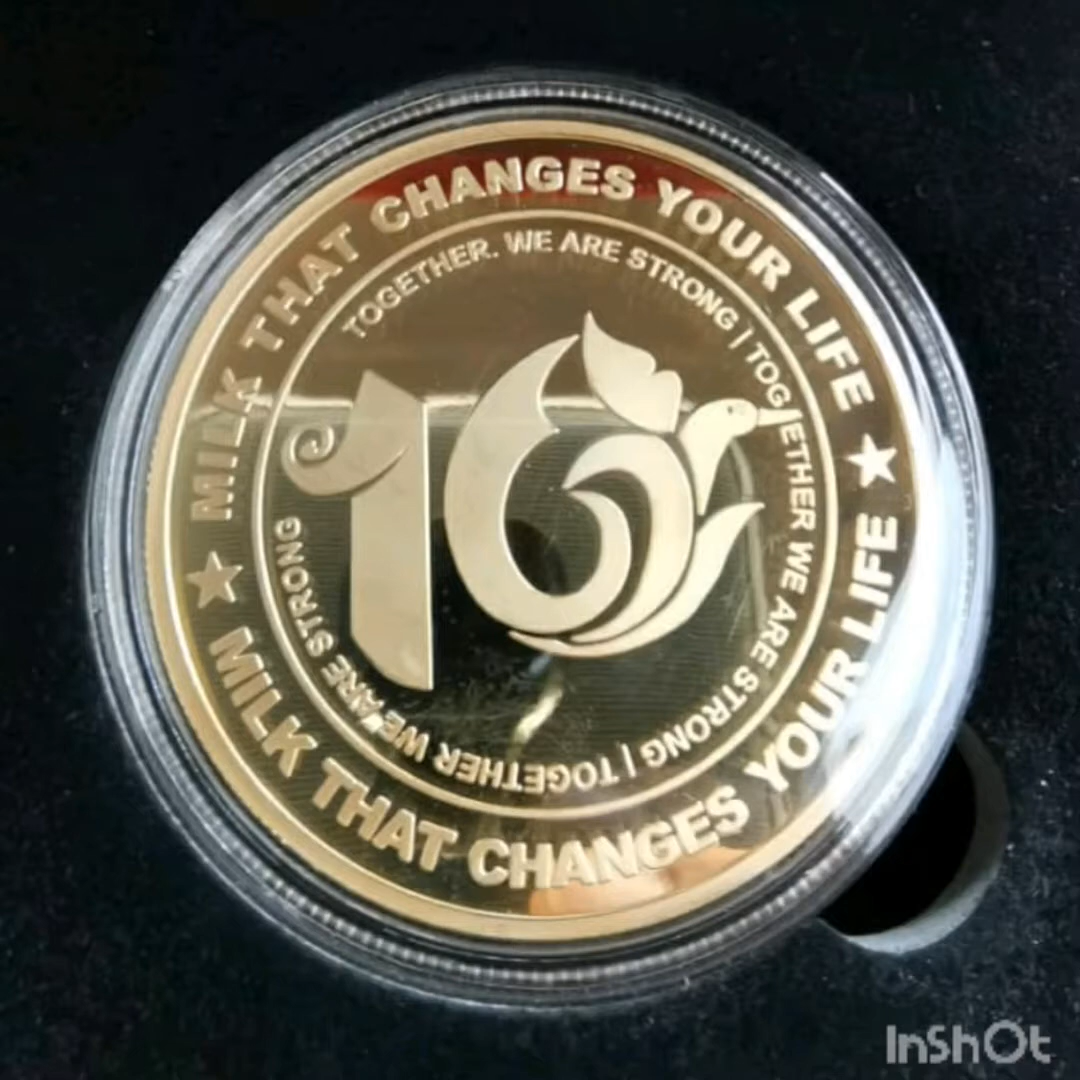 MILK THAT CHANGES YOUR LIFE ★
MILK THAT CHANGES YOUR LIFE ★
TOGETHER. WE ARE STRONG | TOGETHER WE ARE STRONG | TOGETHER WE ARE STRONG
10
InShOt